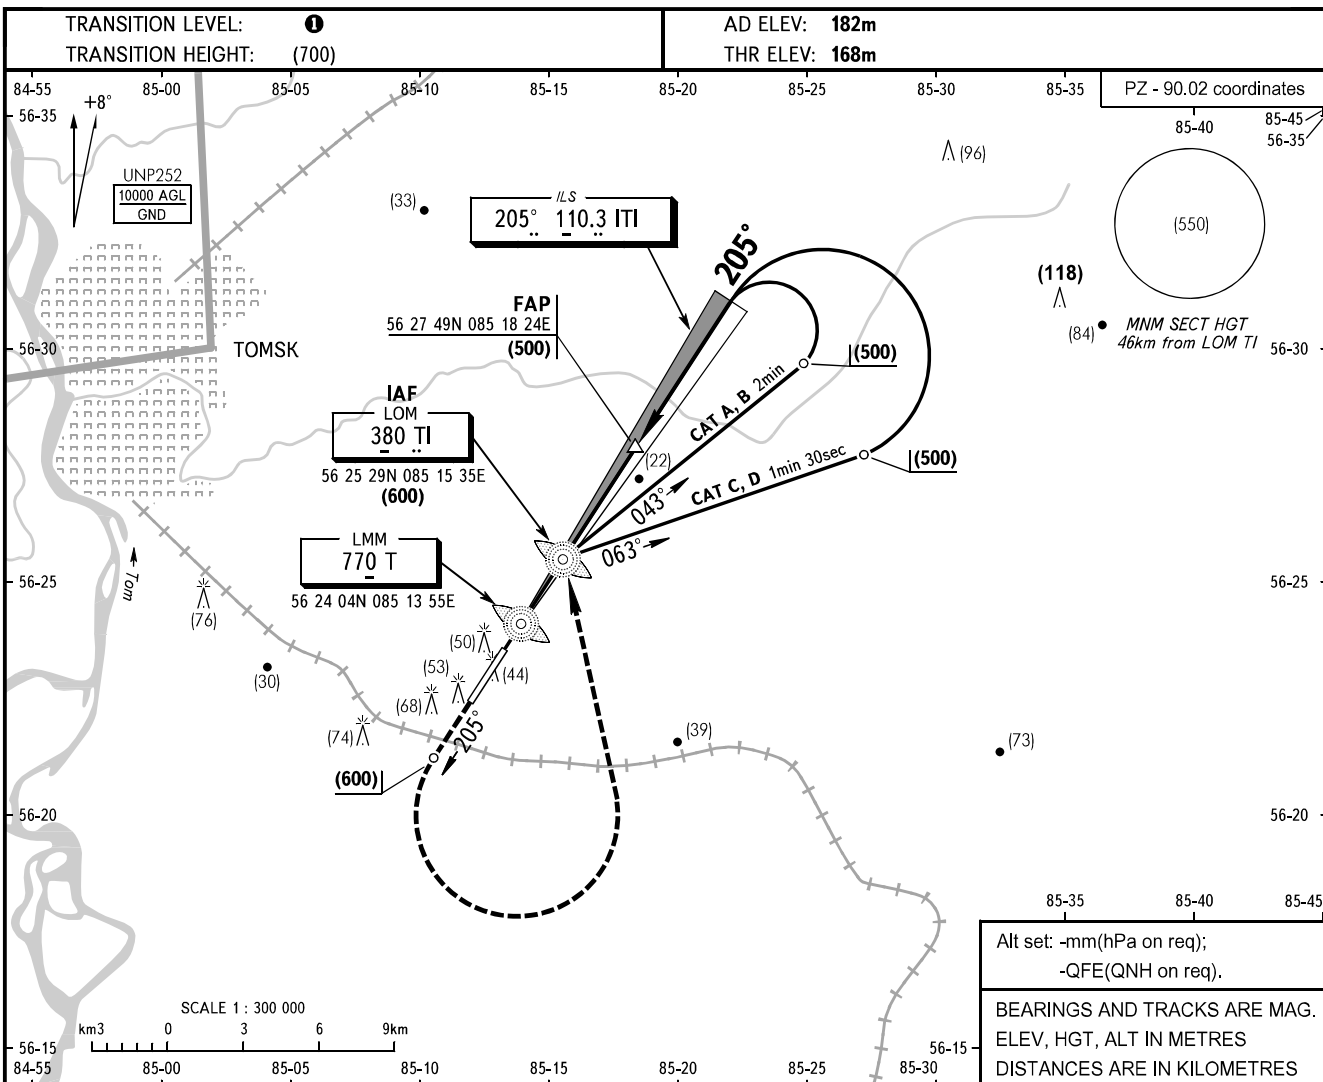 TRANSITION LEVEL: ❶
TRANSITION HEIGHT: (700)
AD ELEV: 182m
THR ELEV: 168m
84-55 85-00 85-05 85-10 85-15 85-20 85-25 85-30 85-35
PZ - 90.02 coordinates
85-40
85-45
56-35
56-35
+8°
UNP252
10000 AGL
GND
(33)
ILS
205° 110.3 ITI
205°
(96)
(550)
MNM SECT HGT
46km from LOM TI
(118)
(84)
FAP
56 27 49N 085 18 24E
(500)
TOMSK
56-30
56-30
(500)
IAF
LOM
380 TI
56 25 29N 085 15 35E
(600)
CAT A, B 2min
(500)
CAT C, D 1min 30sec
(22)
043°
063°
LMM
770 T
56 24 04N 085 13 55E
56-25
56-25
Tom
(76)
(50)
(44)
(53)
(68)
(74)
(30)
205°
(39)
(73)
(600)
56-20
56-20
85-35 85-40 85-45
Alt set: -mm(hPa on req);
-QFE(QNH on req).
BEARINGS AND TRACKS ARE MAG.
ELEV, HGT, ALT IN METRES
DISTANCES ARE IN KILOMETRES
SCALE 1 : 300 000
km3 0 3 6 9km
56-15
56-15
84-55 85-00 85-05 85-10 85-15 85-20 85-25 85-30